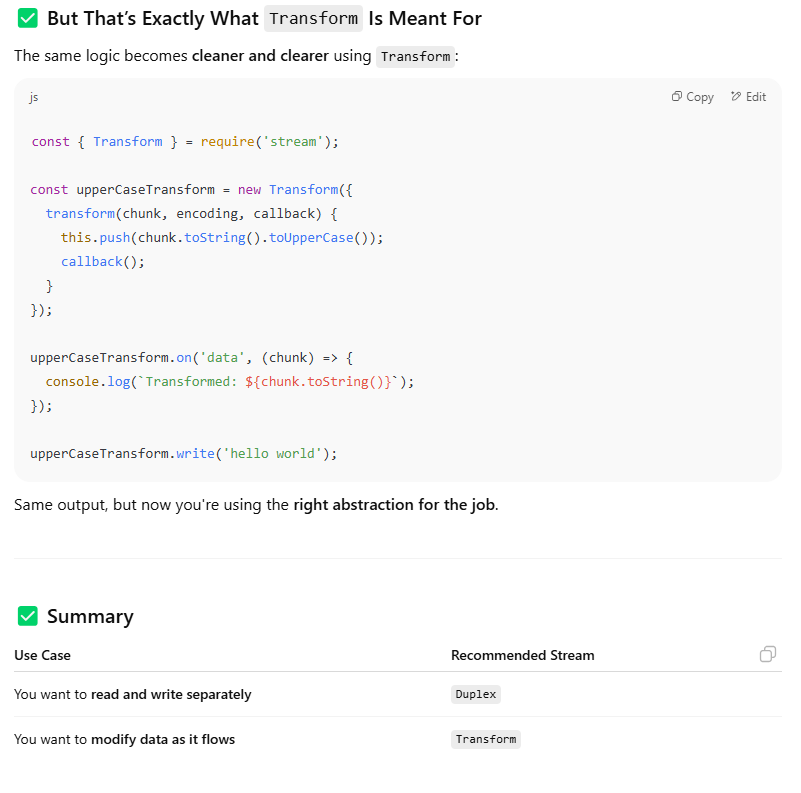 ✅ But That’s Exactly What Transform Is Meant For
The same logic becomes cleaner and clearer using Transform:
js
Copy
Edit
const { Transform } = require('stream');
const upperCaseTransform = new Transform({
  transform(chunk, encoding, callback) {
    this.push(chunk.toString().toUpperCase());
    callback();
  }
});
upperCaseTransform.on('data', (chunk) => {
  console.log(`Transformed: ${chunk.toString()}`);
});
upperCaseTransform.write('hello world');
Same output, but now you're using the right abstraction for the job.
✅ Summary
Use Case Recommended Stream
You want to read and write separately Duplex
You want to modify data as it flows Transform